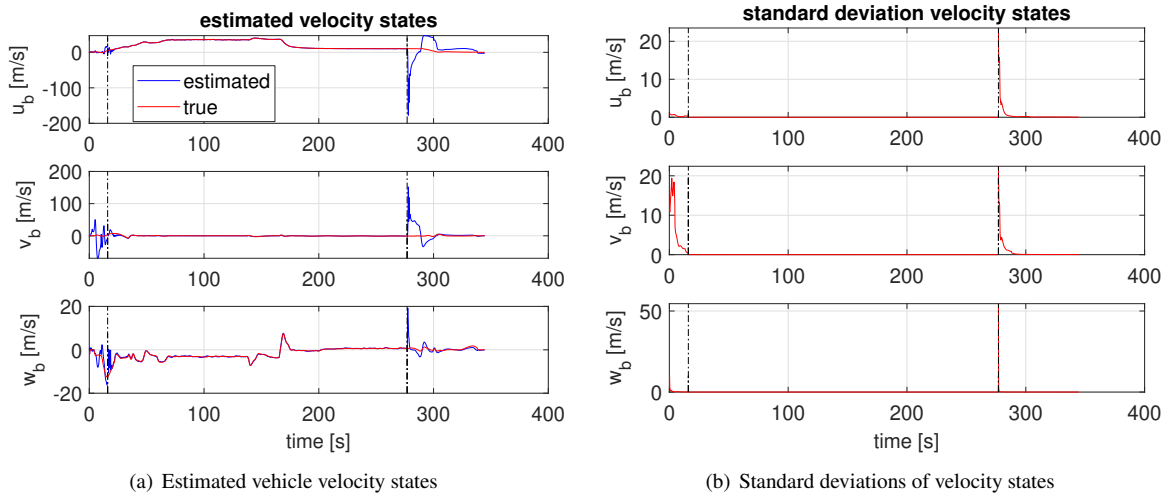 estimated velocity states
0
-100
-200
u_b [m/s]
estimated
true
0 100 200 300 400
200
100
0
v_b [m/s]
0 100 200 300 400
20
0
-20
w_b [m/s]
0 100 200 300 400
time [s]
(a) Estimated vehicle velocity states
standard deviation velocity states
20
10
0
u_b [m/s]
0 100 200 300 400
20
10
0
v_b [m/s]
0 100 200 300 400
50
0
w_b [m/s]
0 100 200 300 400
time [s]
(b) Standard deviations of velocity states